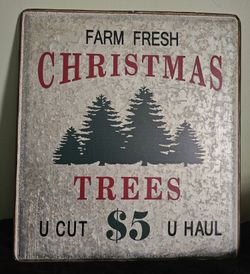 FARM FRESH
CHRISTMAS
TREES
U CUT $5 U HAUL